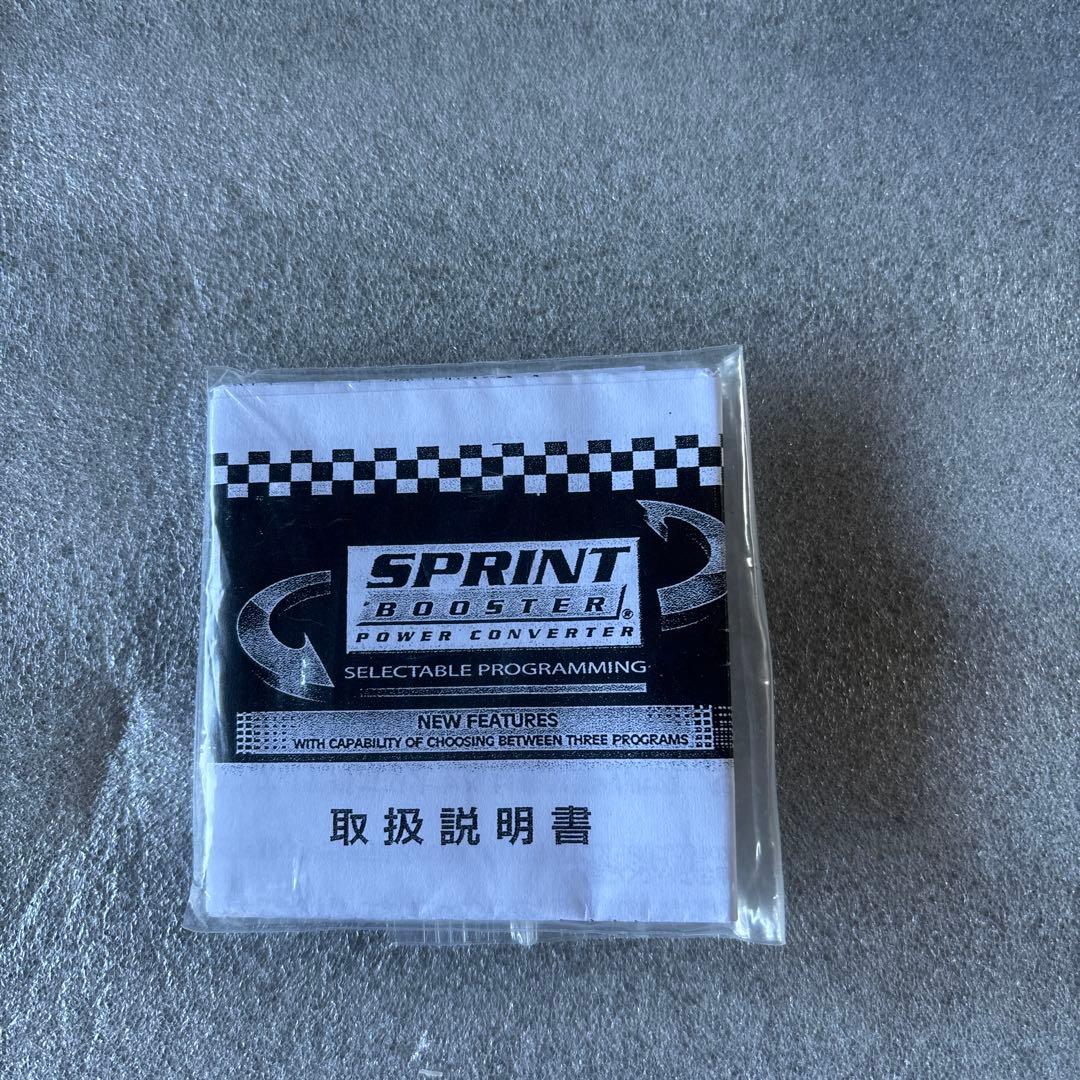 SPRINT
BOOSTER ®
POWER CONVERTER
SELECTABLE PROGRAMMING
NEW FEATURES
WITH CAPABILITY OF CHOOSING BETWEEN THREE PROGRAMS
取扱説明書